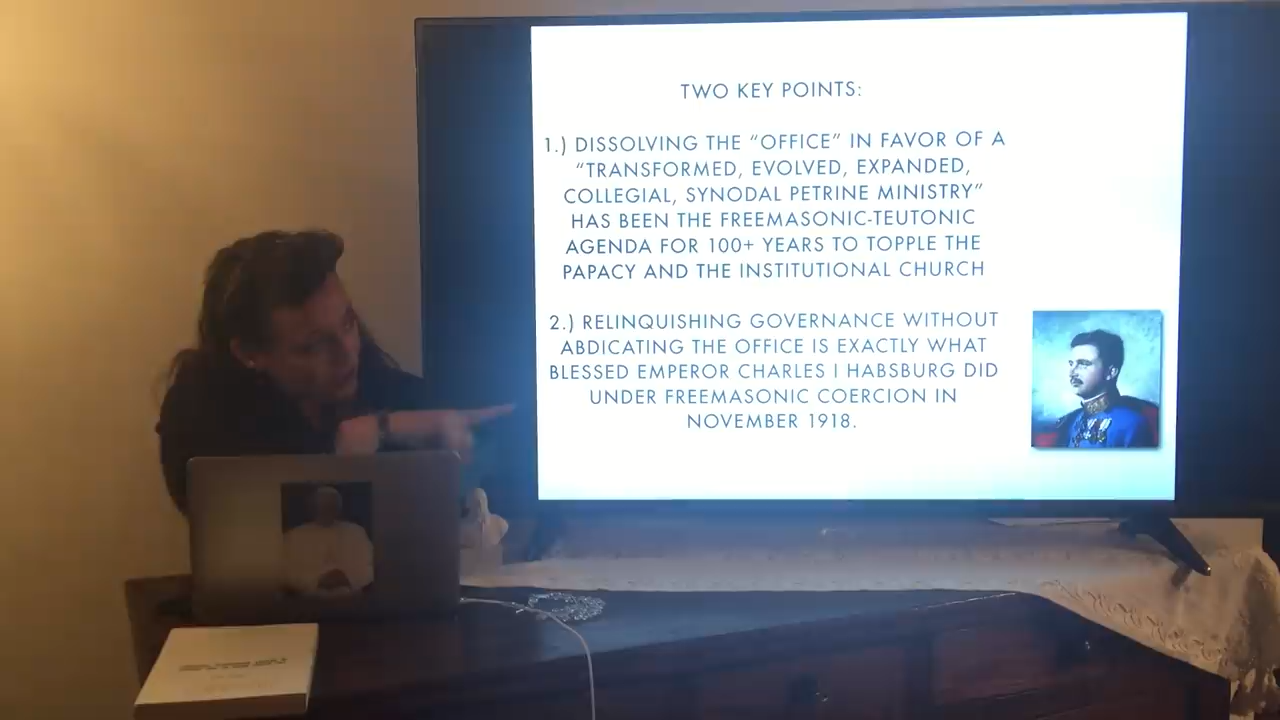 TWO KEY POINTS:
1.) DISSOLVING THE “OFFICE” IN FAVOR OF A
“TRANSFORMED, EVOLVED, EXPANDED,
COLLEGIAL, SYNODAL PETRINE MINISTRY”
HAS BEEN THE FREEMASONIC-TEUTONIC
AGENDA FOR 100+ YEARS TO TOPPLE THE
PAPACY AND THE INSTITUTIONAL CHURCH
2.) RELINQUISHING GOVERNANCE WITHOUT
ABDICATING THE OFFICE IS EXACTLY WHAT
BLESSED EMPEROR CHARLES I HABSBURG DID
UNDER FREEMASONIC COERCION IN
NOVEMBER 1918.